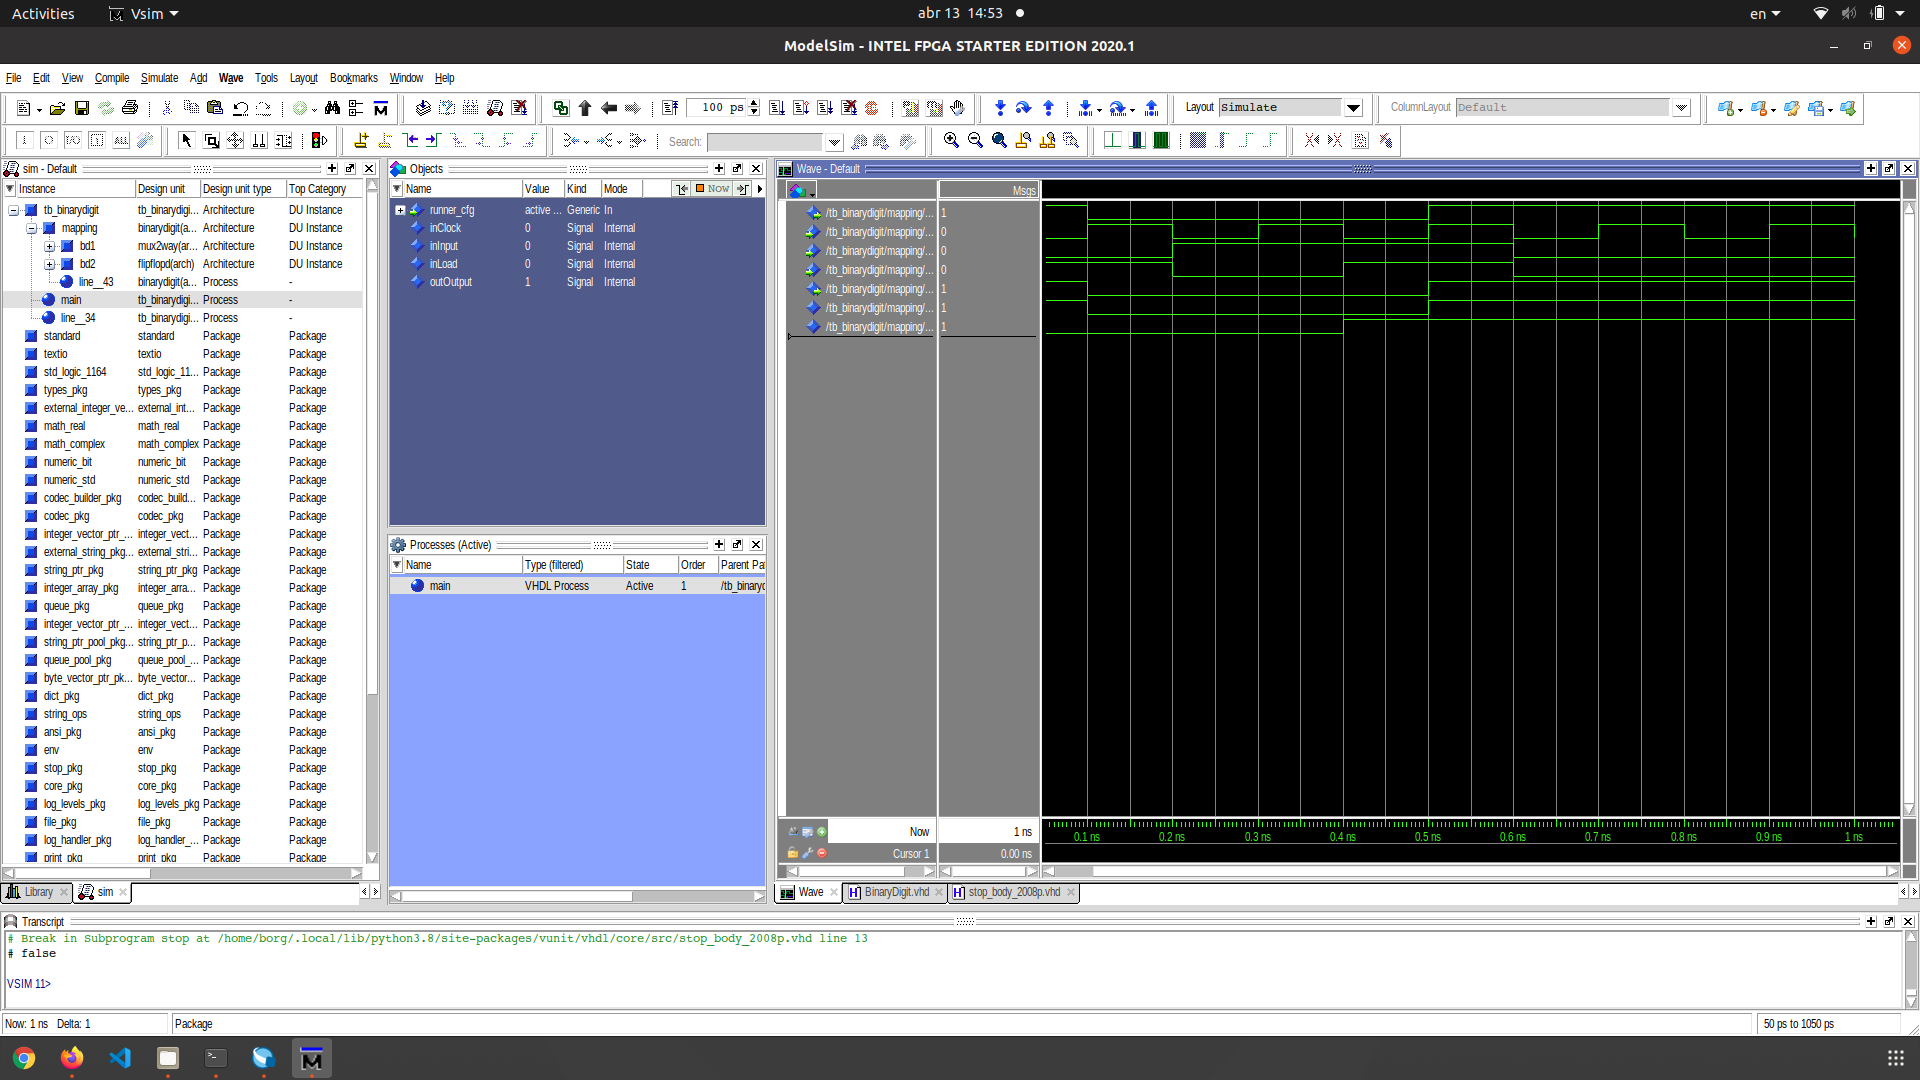 Activities Vsim abr 13 14:53 en
ModelSim - INTEL FPGA STARTER EDITION 2020.1
File Edit View Compile Simulate Add Wave Tools Layout Bookmarks Window Help
100 ps Layout Simulate ColumnLayout Default
ALL Search:
sim - Default
Instance Design unit Design unit type Top Category
tb_binarydigit tb_binarydigi... Architecture DU Instance
mapping binarydigit(a... Architecture DU Instance
bd1 mux2way(ar... Architecture DU Instance
bd2 flipflopd(arch) Architecture DU Instance
line__43 binarydigit(a... Process -
main tb_binarydigi... Process -
line__34 tb_binarydigi... Process -
standard standard Package Package
textio textio Package Package
std_logic_1164 std_logic_11... Package Package
types_pkg types_pkg Package Package
external_integer_ve... external_int... Package Package
math_real math_real Package Package
math_complex math_complex Package Package
numeric_bit numeric_bit Package Package
numeric_std numeric_std Package Package
codec_builder_pkg codec_build... Package Package
codec_pkg codec_pkg Package Package
integer_vector_ptr_... integer_vect... Package Package
external_string_pkg... external_stri... Package Package
string_ptr_pkg string_ptr_pkg Package Package
integer_array_pkg integer_arra... Package Package
queue_pkg queue_pkg Package Package
integer_vector_ptr_... integer_vect... Package Package
string_ptr_pool_pkg... string_ptr_p... Package Package
queue_pool_pkg queue_pool_... Package Package
byte_vector_ptr_pk... byte_vector... Package Package
dict_pkg dict_pkg Package Package
string_ops string_ops Package Package
ansi_pkg ansi_pkg Package Package
env env Package Package
stop_pkg stop_pkg Package Package
core_pkg core_pkg Package Package
log_levels_pkg log_levels_pkg Package Package
file_pkg file_pkg Package Package
log_handler_pkg log_handler_... Package Package
print_pkg print_pkg Package Package
Library sim
Objects
Name Value Kind Mode Now
runner_cfg active ... Generic In
inClock 0 Signal Internal
inInput 0 Signal Internal
inLoad 0 Signal Internal
outOutput 1 Signal Internal
Processes (Active)
Name Type (filtered) State Order Parent Pa
main VHDL Process Active 1 /tb_binary
Wave - Default
Msgs
/tb_binarydigit/mapping/... 1
/tb_binarydigit/mapping/... 0
/tb_binarydigit/mapping/... 0
/tb_binarydigit/mapping/... 0
/tb_binarydigit/mapping/... 1
/tb_binarydigit/mapping/... 1
/tb_binarydigit/mapping/... 1
Now 1 ns
0.1 ns 0.2 ns 0.3 ns 0.4 ns 0.5 ns 0.6 ns 0.7 ns 0.8 ns 0.9 ns 1 ns
Cursor 1 0.00 ns
Wave BinaryDigit.vhd stop_body_2008p.vhd
Transcript
# Break in Subprogram stop at /home/borg/.local/lib/python3.8/site-packages/vunit/vhdl/core/src/stop_body_2008p.vhd line 13
# false
VSIM 11>
Now: 1 ns Delta: 1 Package 50 ps to 1050 ps